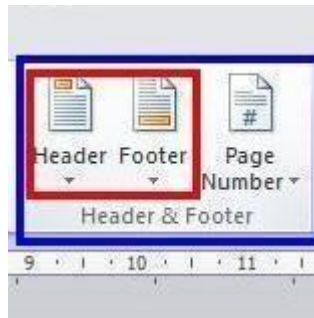 Header Footer Page
Number
Header & Footer
#
9 10 11